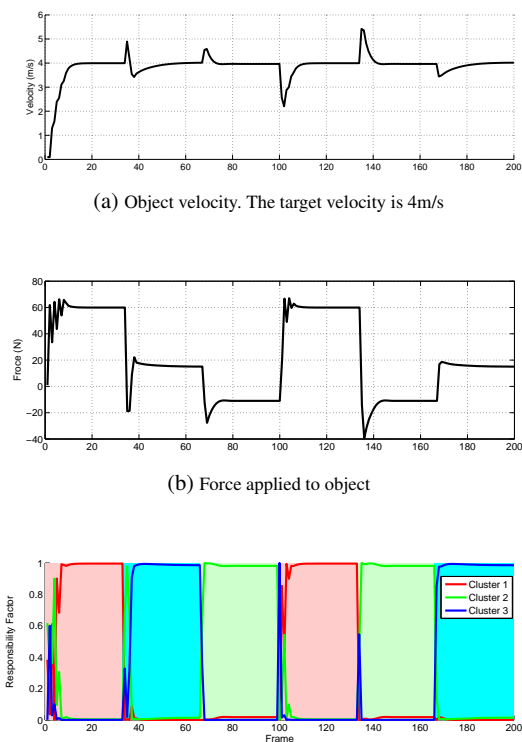 6
5
4
3
2
1
0
Velocity (m/s)
0 20 40 60 80 100 120 140 160 180 200
(a) Object velocity. The target velocity is 4m/s
80
60
40
20
0
−20
−40
Froce (N)
0 20 40 60 80 100 120 140 160 180 200
(b) Force applied to object
1
0.8
0.6
0.4
0.2
0
Responsibility Factor
Cluster 1
Cluster 2
Cluster 3
0 20 40 60 80 100 120 140 160 180 200
Frame